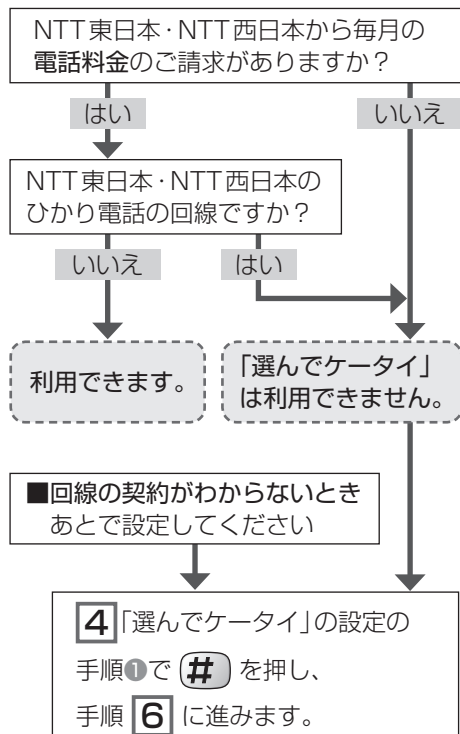 NTT東日本・NTT西日本から毎月の
電話料金のご請求がありますか？
はい
いいえ
NTT東日本・NTT西日本の
ひかり電話の回線ですか？
いいえ
はい
利用できます。
「選んでケータイ」
は利用できません。
■回線の契約がわからないとき
あとで設定してください
4「選んでケータイ」の設定の
手順❶で # を押し、
手順 6 に進みます。